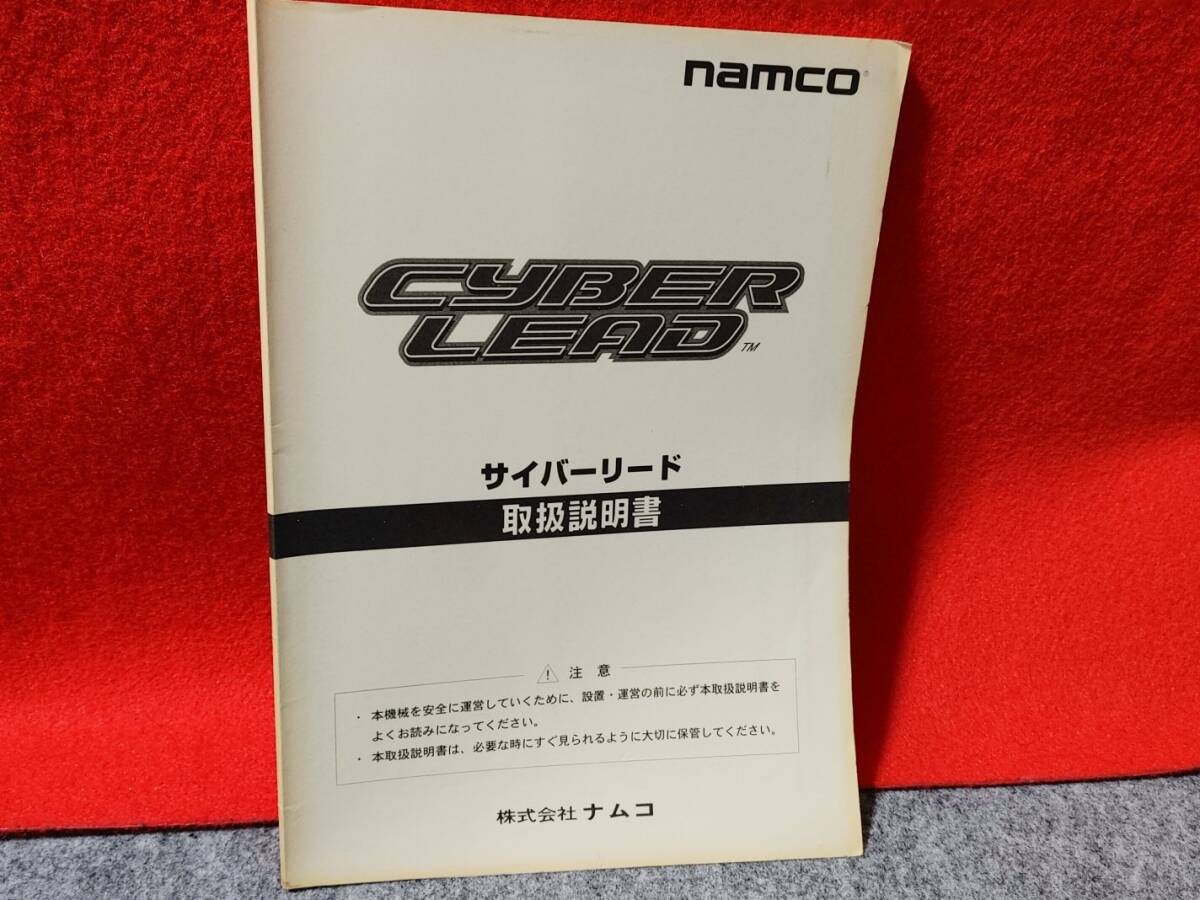 namco®
CYBER
LEAD™
サイバーリード
取扱説明書
⚠ 注意
・本機械を安全に運営していくために、設置・運営の前に必ず本取扱説明書を
よくお読みになってください。
・本取扱説明書は、必要な時にすぐ見られるように大切に保管してください。
株式会社ナムコ